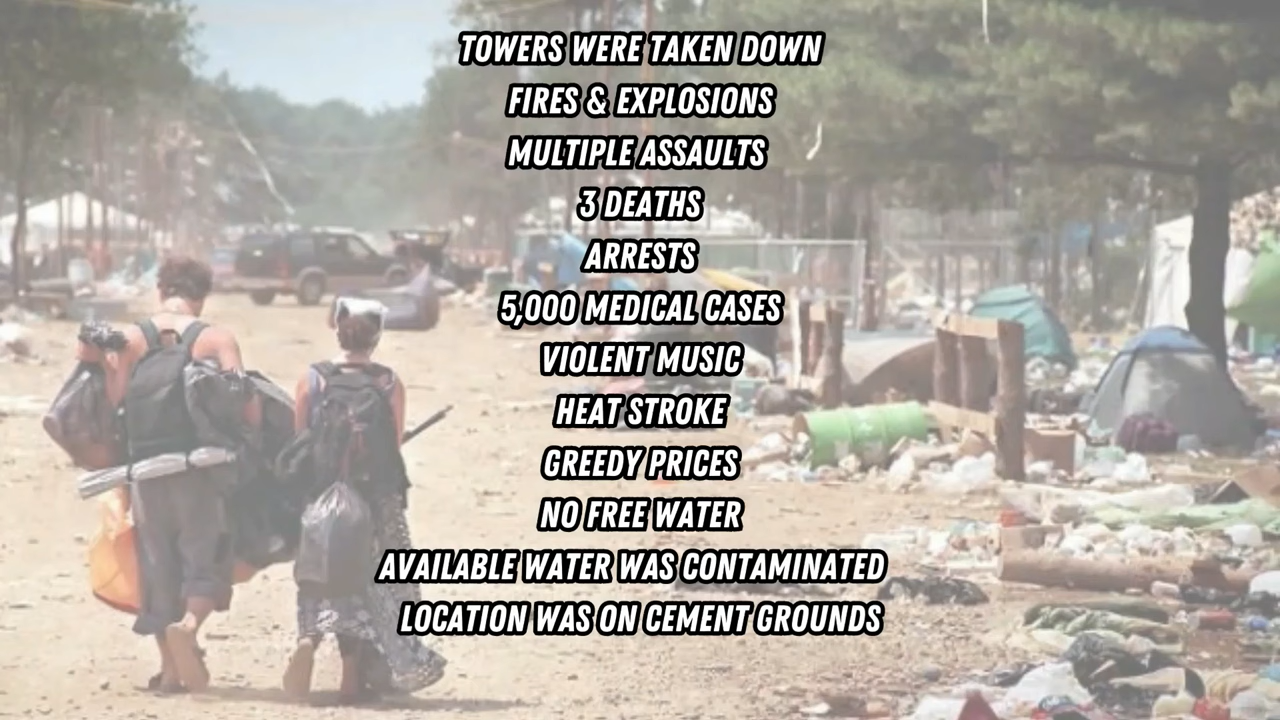 TOWERS WERE TAKEN DOWN
FIRES & EXPLOSIONS
MULTIPLE ASSAULTS
3 DEATHS
ARRESTS
5,000 MEDICAL CASES
VIOLENT MUSIC
HEAT STROKE
GREEDY PRICES
NO FREE WATER
AVAILABLE WATER WAS CONTAMINATED
LOCATION WAS ON CEMENT GROUNDS